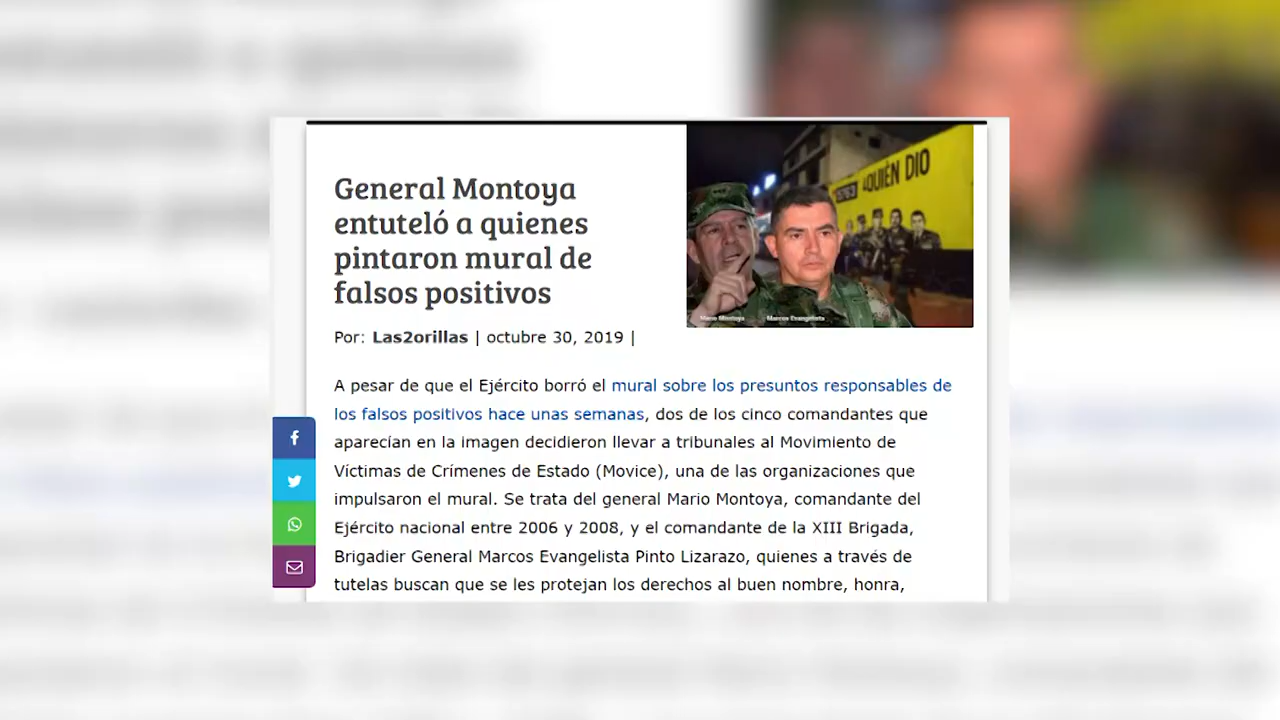 General Montoya
entuteló a quienes
pintaron mural de
falsos positivos
¿QUIÉN DIO
Mario Montoya Marcos Evangelista
Por: Las2orillas | octubre 30, 2019 |
A pesar de que el Ejército borró el mural sobre los presuntos responsables de
los falsos positivos hace unas semanas, dos de los cinco comandantes que
aparecían en la imagen decidieron llevar a tribunales al Movimiento de
Víctimas de Crímenes de Estado (Movice), una de las organizaciones que
impulsaron el mural. Se trata del general Mario Montoya, comandante del
Ejército nacional entre 2006 y 2008, y el comandante de la XIII Brigada,
Brigadier General Marcos Evangelista Pinto Lizarazo, quienes a través de
tutelas buscan que se les protejan los derechos al buen nombre, honra,